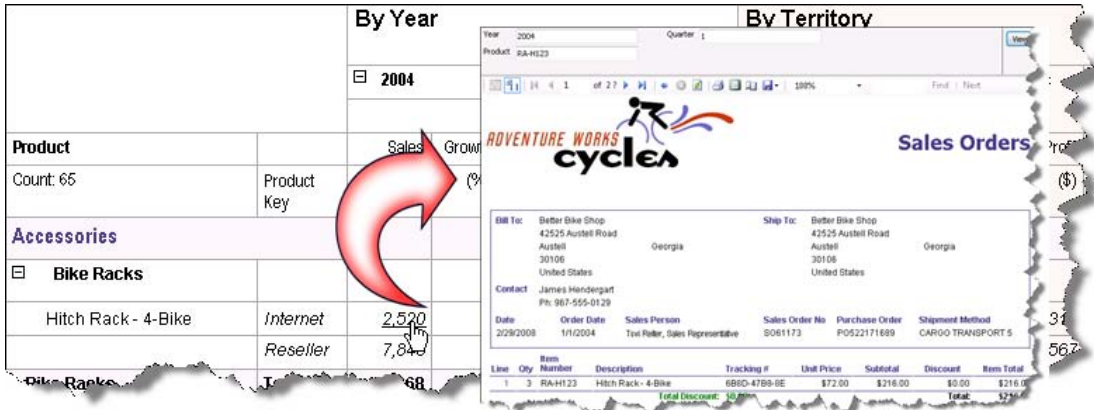 By Year
By Territory
2004
Product
Sales
Count: 65
Product
Key
($)
Accessories
Bike Racks
Hitch Rack - 4-Bike
Internet
2,520
Reseller
Bike Racks
Year 2004 Quarter 1
Product RA-H123
1 of 2? 100% Find | Next
ADVENTURE WORKS
cycles
Sales Orders
Bill To: Better Bike Shop Ship To: Better Bike Shop
42525 Austell Road 42525 Austell Road
Austell Georgia Austell Georgia
30106 30106
United States United States
Contact James Hendergart
Ph: 987-555-0129
Date Order Date Sales Person Sales Order No Purchase Order Shipment Method
2/29/2008 1/1/2004 Sales Representative SO61173 PO522171689 CARGO TRANSPORT 5
Item
Line Qty Number Description Tracking # Unit Price Subtotal Discount Item Total
1 3 RA-H123 Hitch Rack - 4-Bike 6B8D-47B8-8E $72.00 $216.00 $0.00 $216.0
Total Discount: Total: